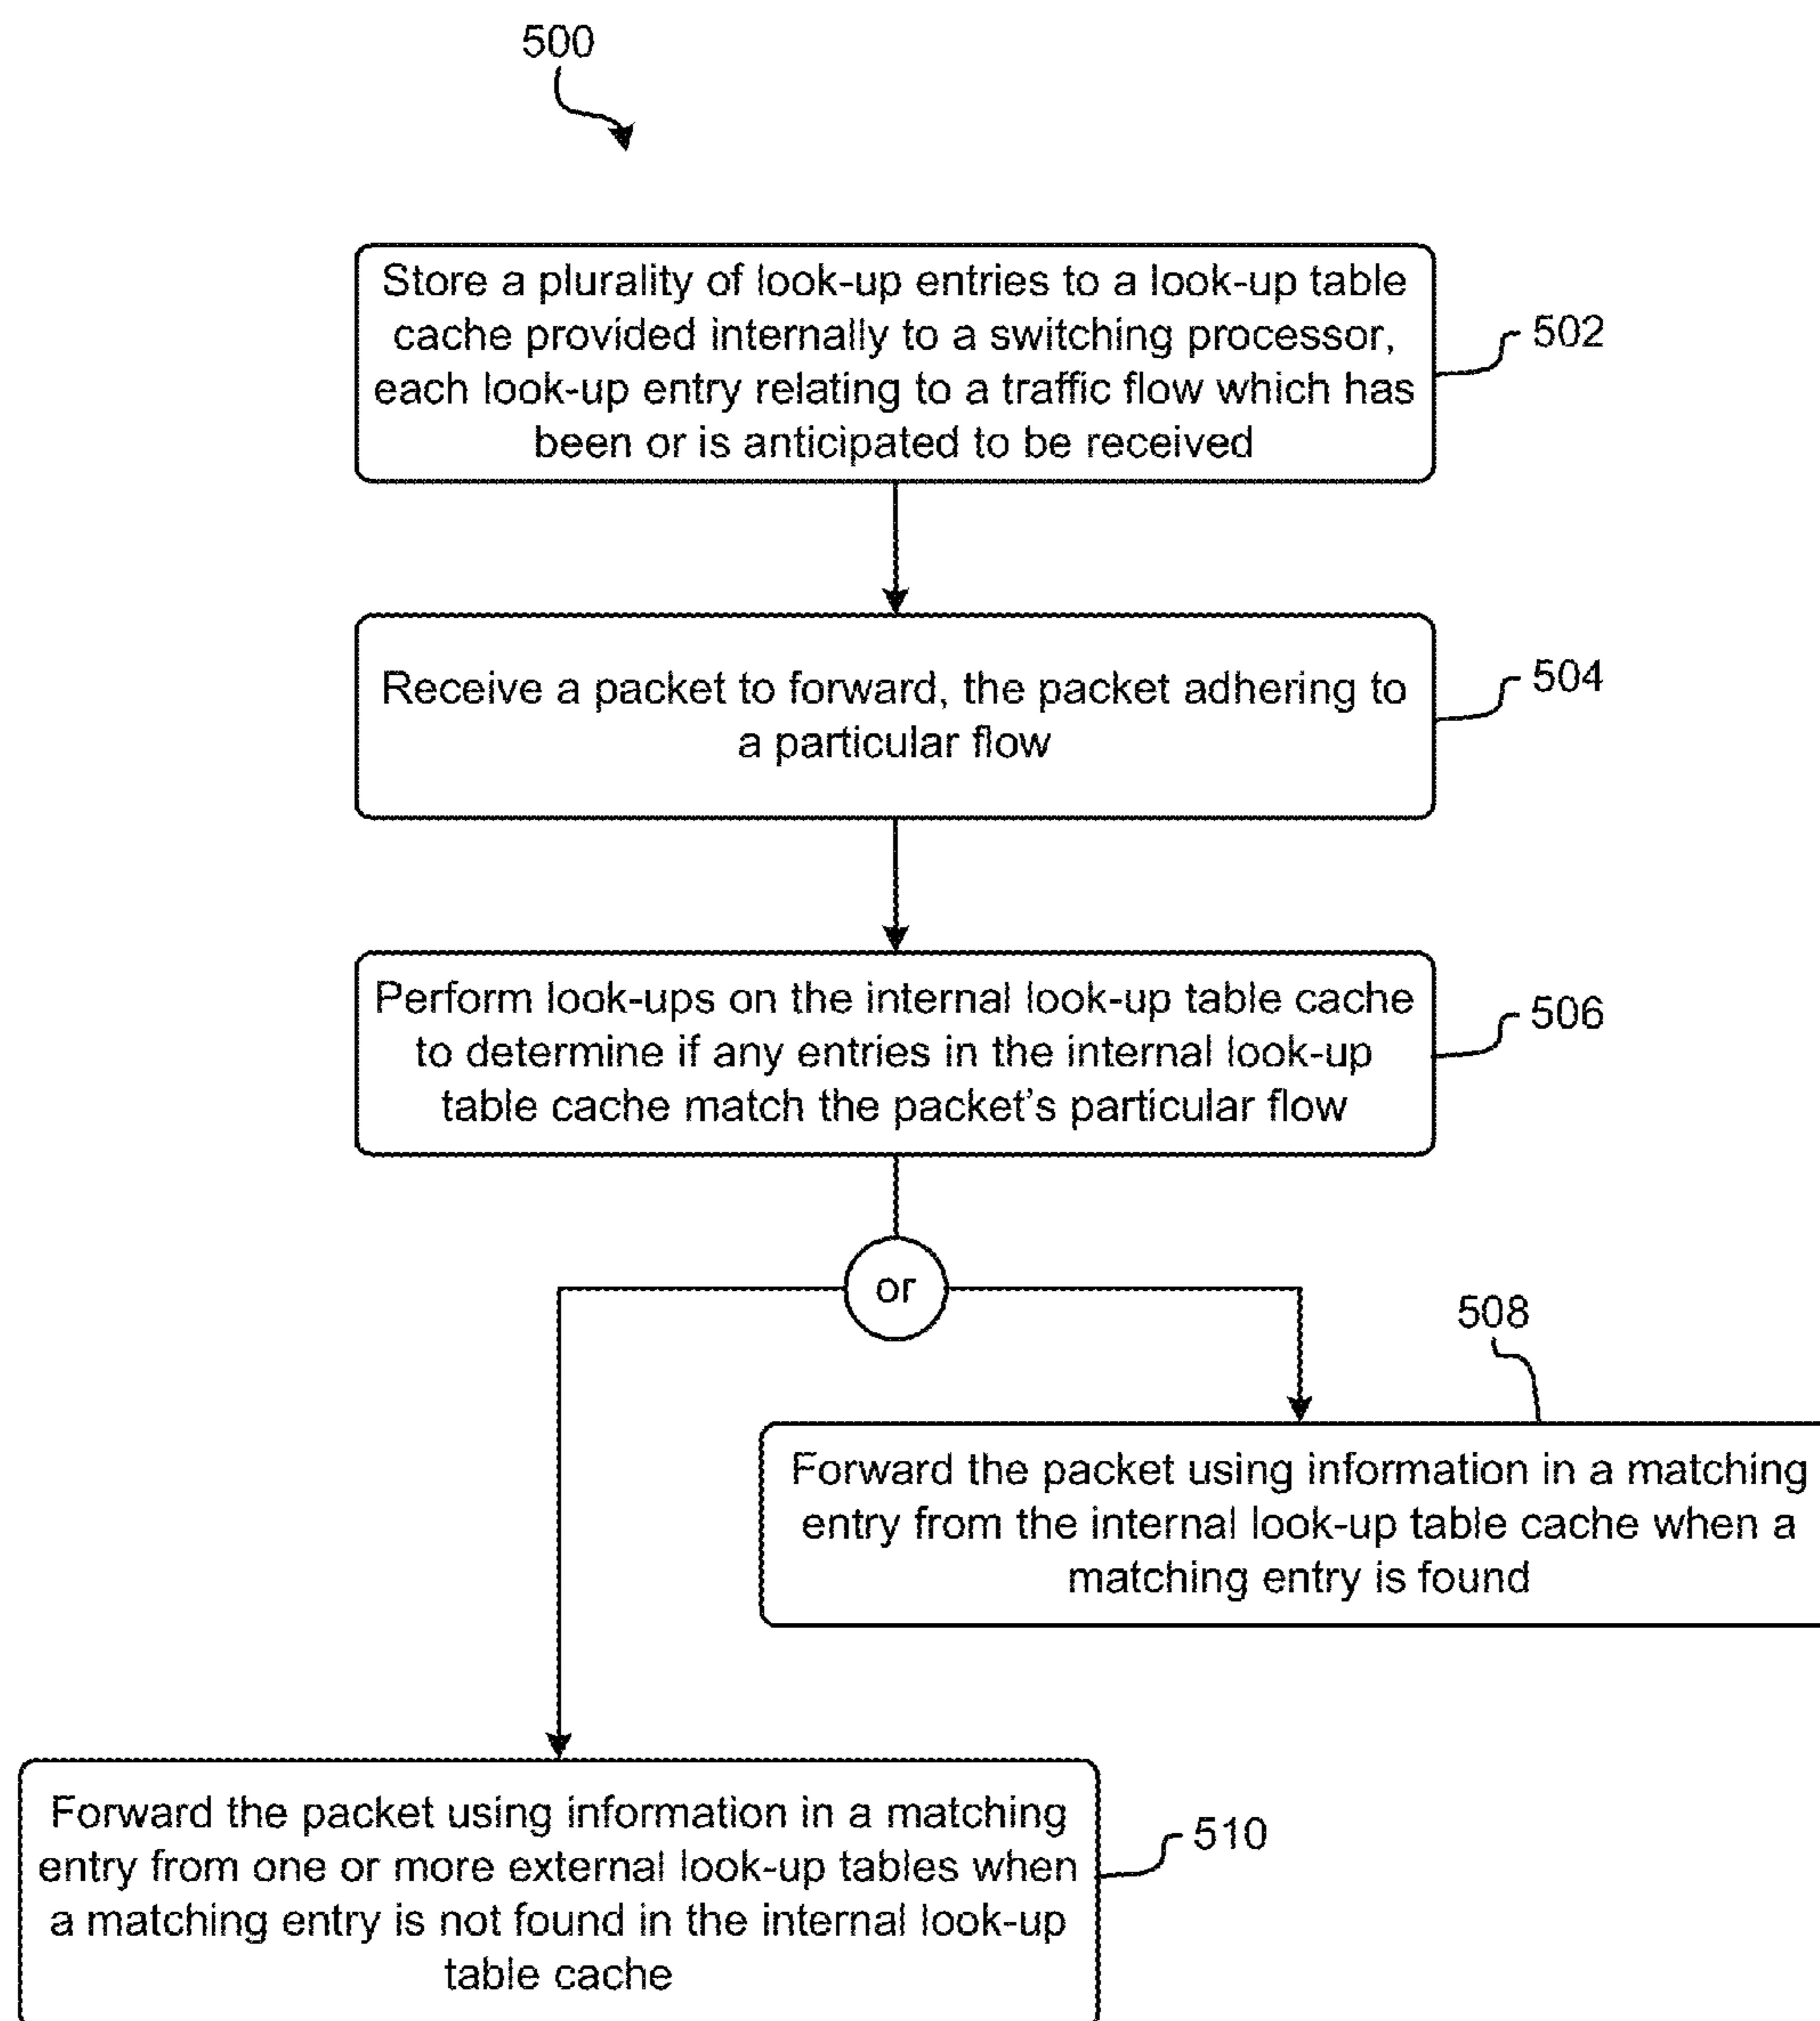 500
Store a plurality of look-up entries to a look-up table
cache provided internally to a switching processor,
each look-up entry relating to a traffic flow which has
been or is anticipated to be received
502
Receive a packet to forward, the packet adhering to
a particular flow
504
Perform look-ups on the internal look-up table cache
to determine if any entries in the internal look-up
table cache match the packet's particular flow
506
or
508
Forward the packet using information in a matching
entry from the internal look-up table cache when a
matching entry is found
Forward the packet using information in a matching
entry from one or more external look-up tables when
a matching entry is not found in the internal look-up
table cache
510